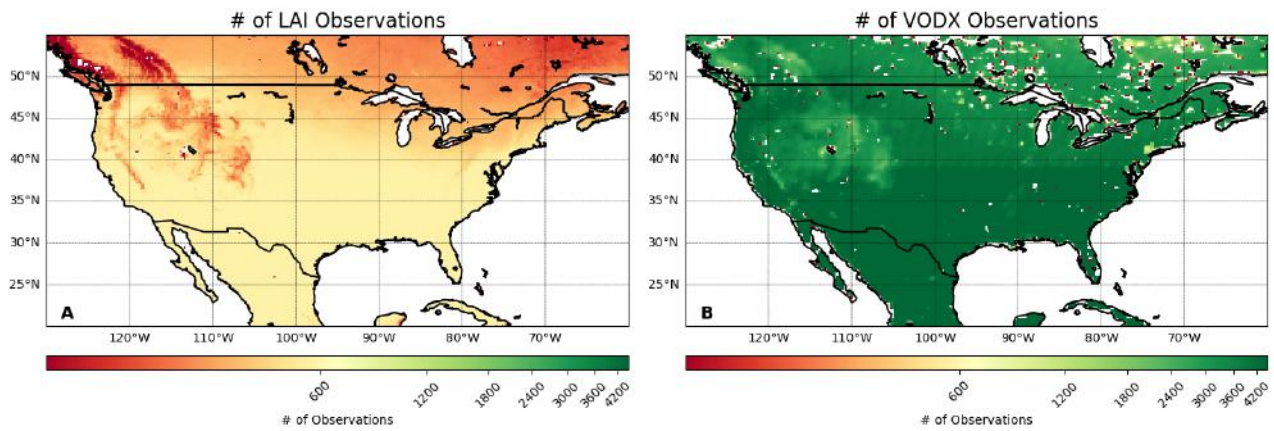 # of LAI Observations
50°N
45°N
40°N
35°N
30°N
25°N
A
120°W 110°W 100°W 90°W 80°W 70°W
600 1200 1800 2400 3000 3600 4200
# of Observations
# of VODX Observations
50°N
45°N
40°N
35°N
30°N
25°N
B
120°W 110°W 100°W 90°W 80°W 70°W
600 1200 1800 2400 3000 3600 4200
# of Observations